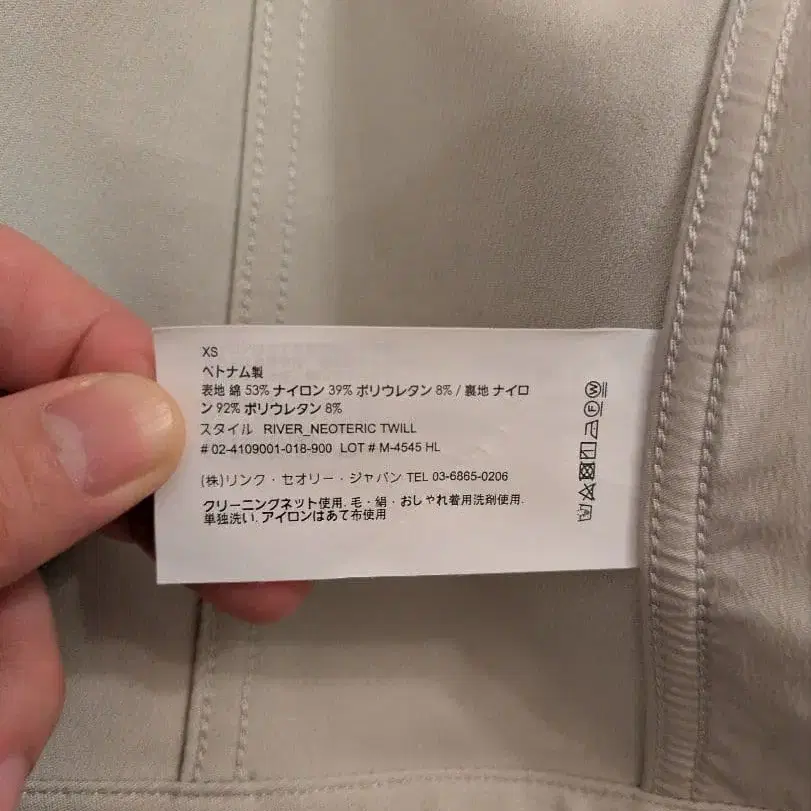 XS
ベトナム製
表地 綿 53% ナイロン 39% ポリウレタン 8% / 裏地 ナイロ
ン 92% ポリウレタン 8%
スタイル RIVER_NEOTERIC TWILL
# 02-4109001-018-900 LOT # M-4545 HL
(株)リンク・セオリー・ジャパン TEL 03-6865-0206
クリーニングネット使用. 毛・絹・おしゃれ着用洗剤使用.
単独洗い. アイロンはあて布使用
W
F